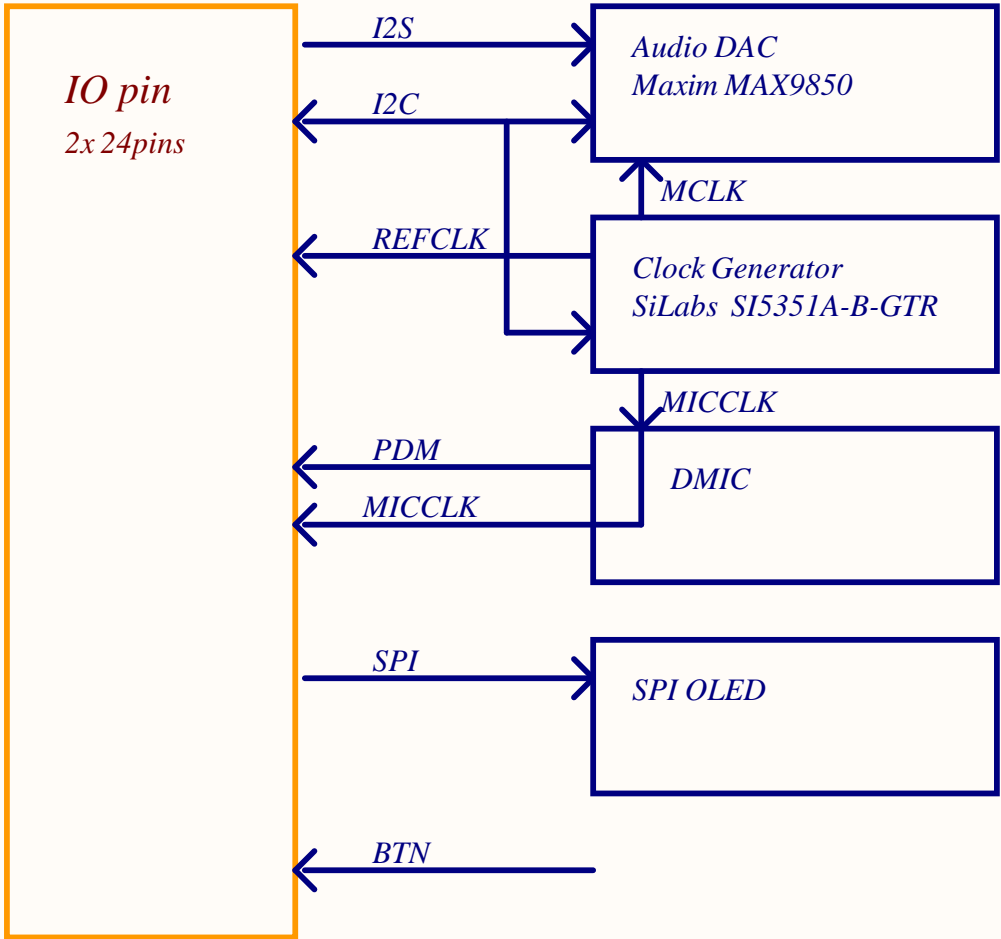 IO pin
2x 24pins
I2S
I2C
REFCLK
PDM
MICCLK
SPI
BTN
Audio DAC
Maxim MAX9850
MCLK
Clock Generator
SiLabs SI5351A-B-GTR
MICCLK
DMIC
SPI OLED